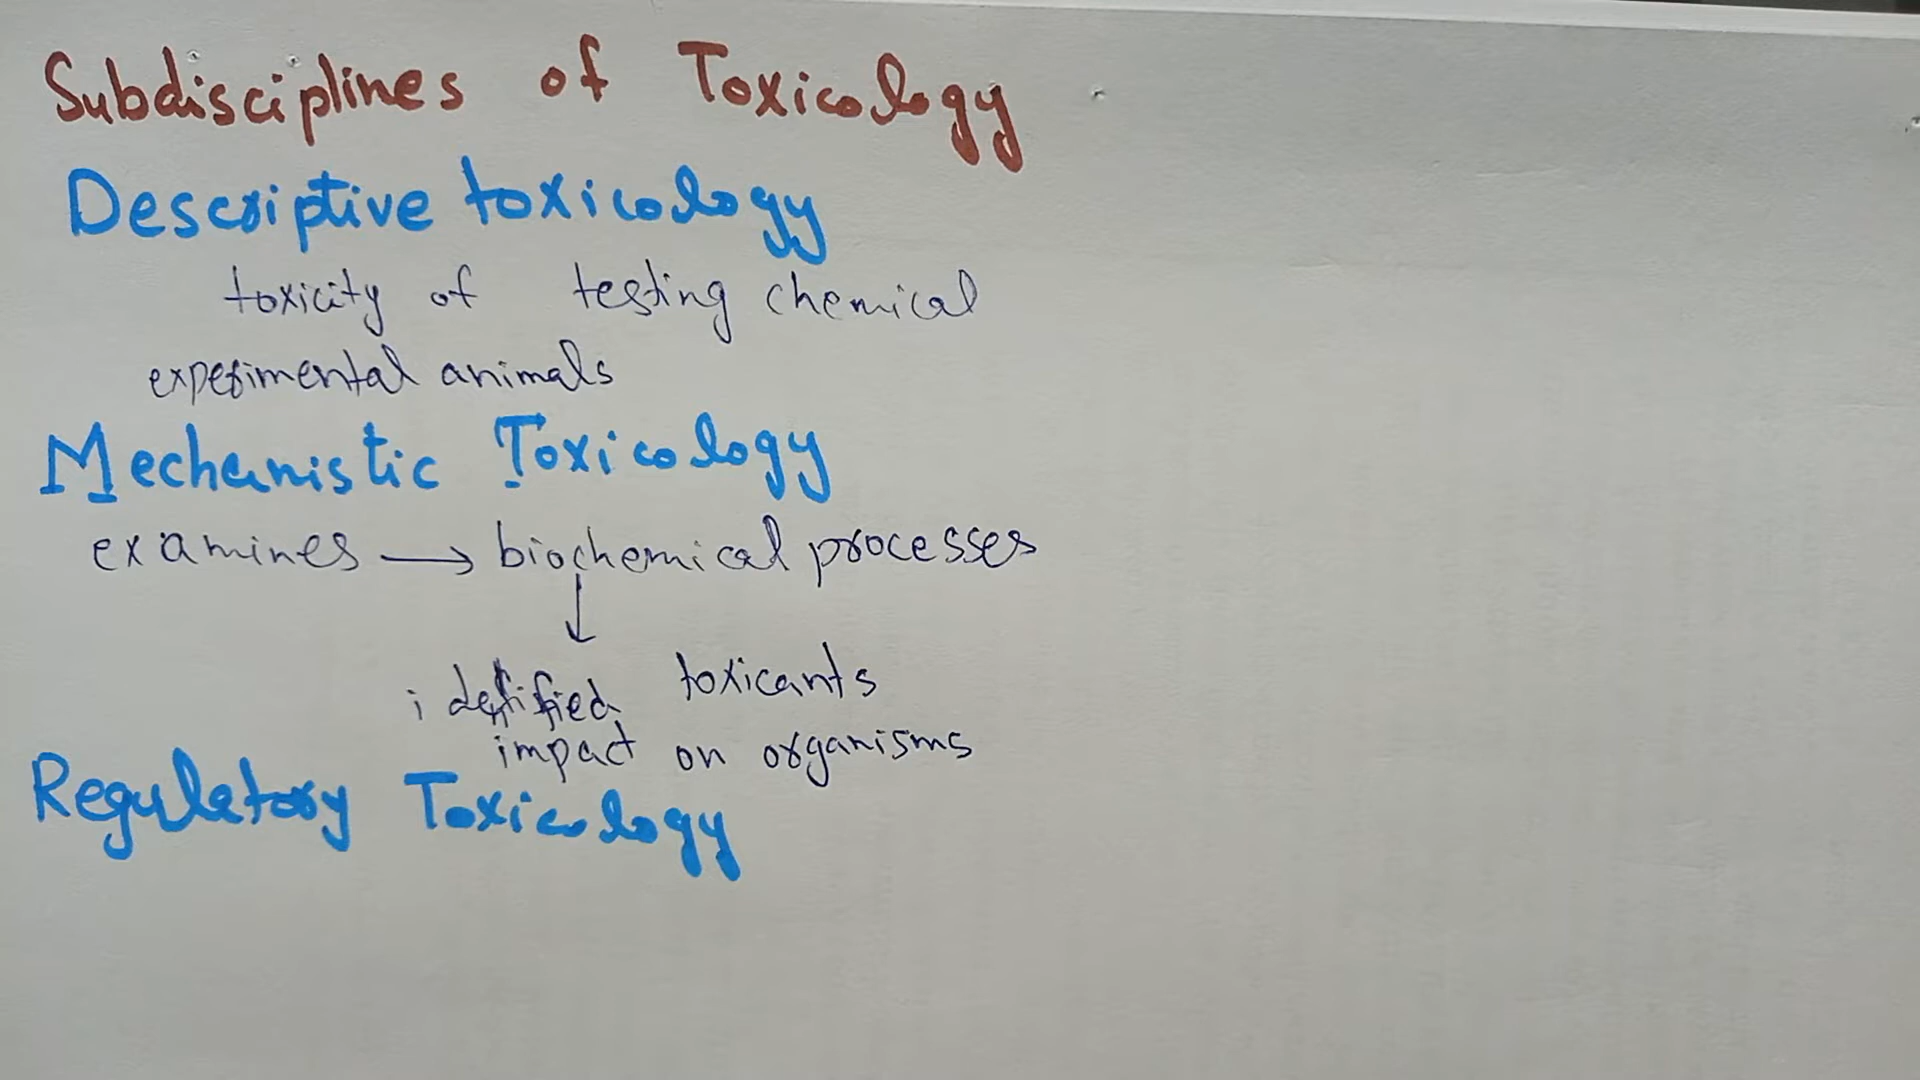 Subdisciplines of Toxicology
Descriptive toxicology
toxicity of testing chemical
experimental animals
Mechanistic Toxicology
examines → biochemical processes
↓
identified toxicants
impact on organisms
Regulatory Toxicology